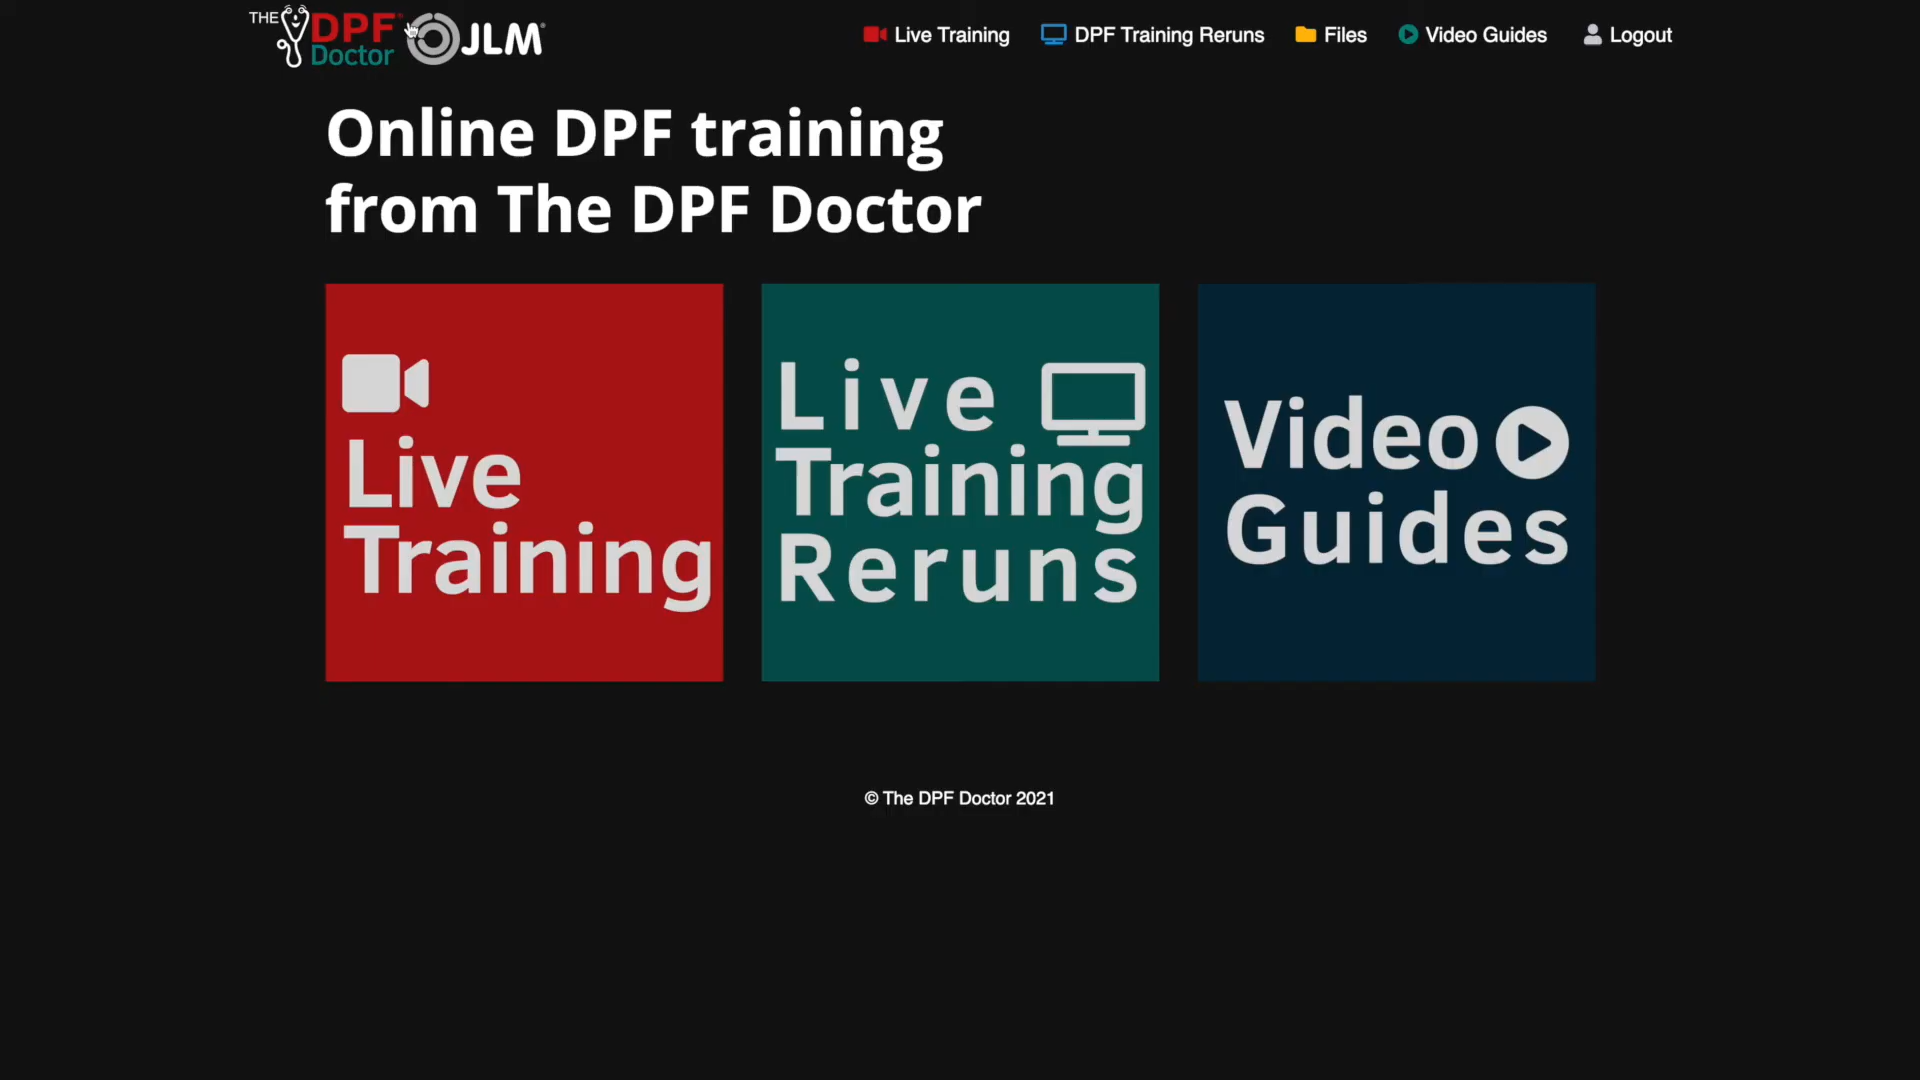 THE DPF Doctor JLM
Live Training
DPF Training Reruns
Files
Video Guides
Logout
Online DPF training
from The DPF Doctor
Live
Training
Live
Training
Reruns
Video
Guides
© The DPF Doctor 2021